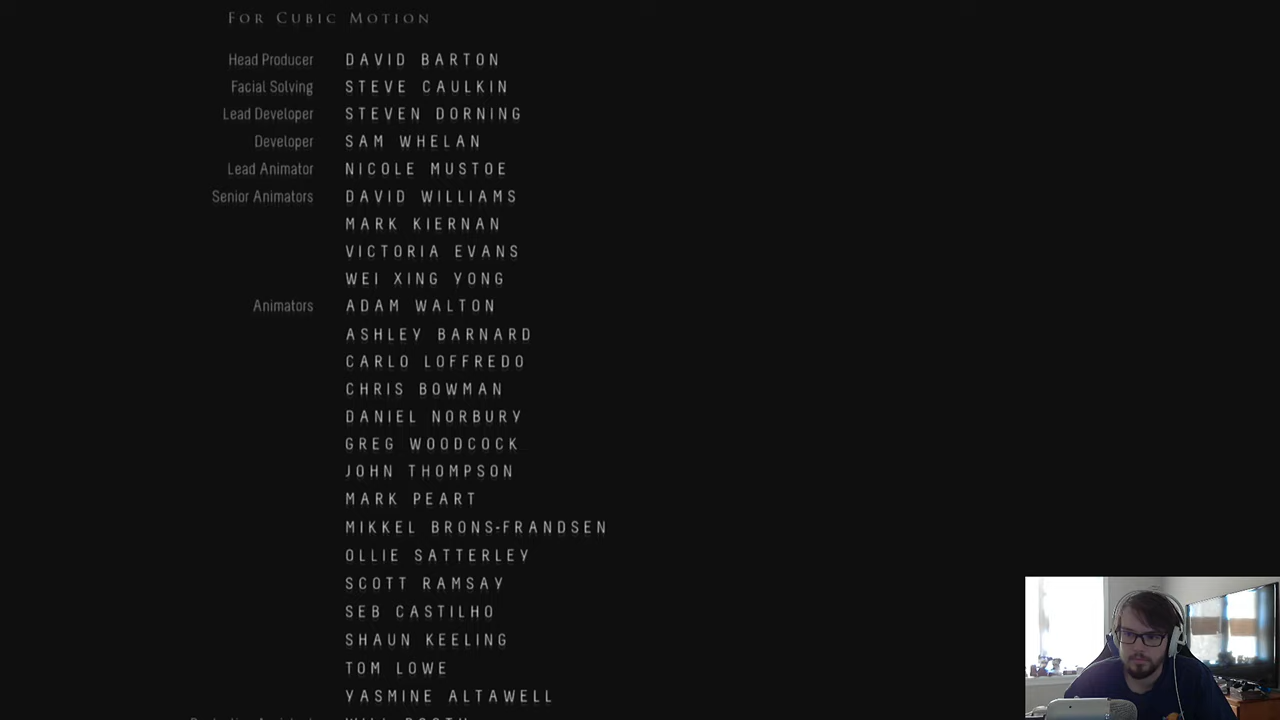 For Cubic Motion
Head Producer DAVID BARTON
Facial Solving STEVE CAULKIN
Lead Developer STEVEN DORNING
Developer SAM WHELAN
Lead Animator NICOLE MUSTOE
Senior Animators DAVID WILLIAMS
MARK KIERNAN
VICTORIA EVANS
WEI XING YONG
Animators ADAM WALTON
ASHLEY BARNARD
CARLO LOFFREDO
CHRIS BOWMAN
DANIEL NORBURY
GREG WOODCOCK
JOHN THOMPSON
MARK PEART
MIKKEL BRONS-FRANDSEN
OLLIE SATTERLEY
SCOTT RAMSAY
SEB CASTILHO
SHAUN KEELING
TOM LOWE
YASMINE ALTAWELL